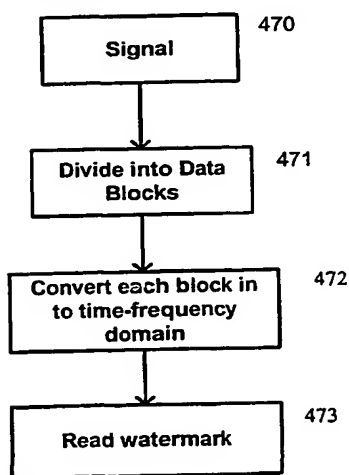 470
Signal
471
Divide into Data
Blocks
472
Convert each block in
to time-frequency
domain
473
Read watermark